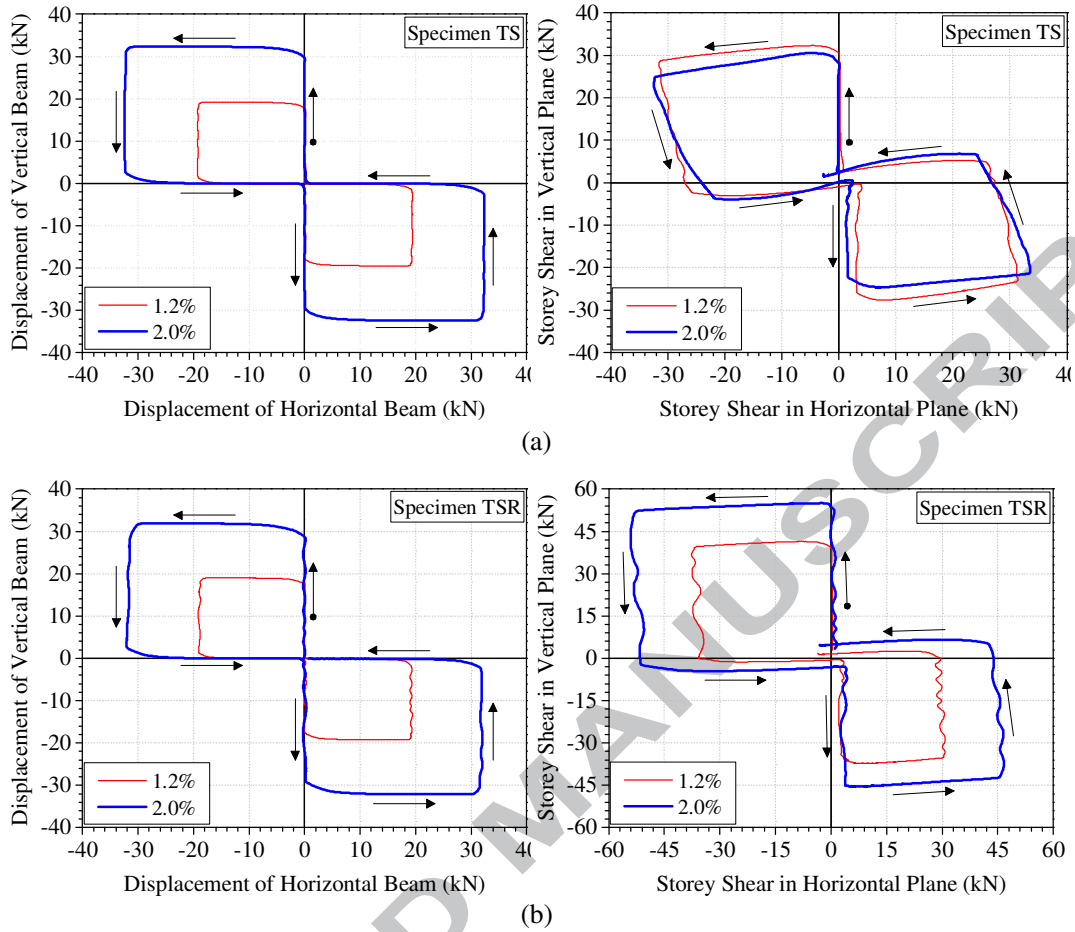 Displacement of Vertical Beam (kN)
40
30
20
10
0
-10
-20
-30
-40
Specimen TS
1.2%
2.0%
-40 -30 -20 -10 0 10 20 30 40
Displacement of Horizontal Beam (kN)
Storey Shear in Vertical Plane (kN)
40
30
20
10
0
-10
-20
-30
-40
Specimen TS
1.2%
2.0%
-40 -30 -20 -10 0 10 20 30 40
Storey Shear in Horizontal Plane (kN)
(a)
Displacement of Vertical Beam (kN)
40
30
20
10
0
-10
-20
-30
-40
Specimen TSR
1.2%
2.0%
-40 -30 -20 -10 0 10 20 30 40
Displacement of Horizontal Beam (kN)
Storey Shear in Vertical Plane (kN)
60
45
30
15
0
-15
-30
-45
-60
Specimen TSR
1.2%
2.0%
-60 -45 -30 -15 0 15 30 45 60
Storey Shear in Horizontal Plane (kN)
(b)
D MANUSCRIP